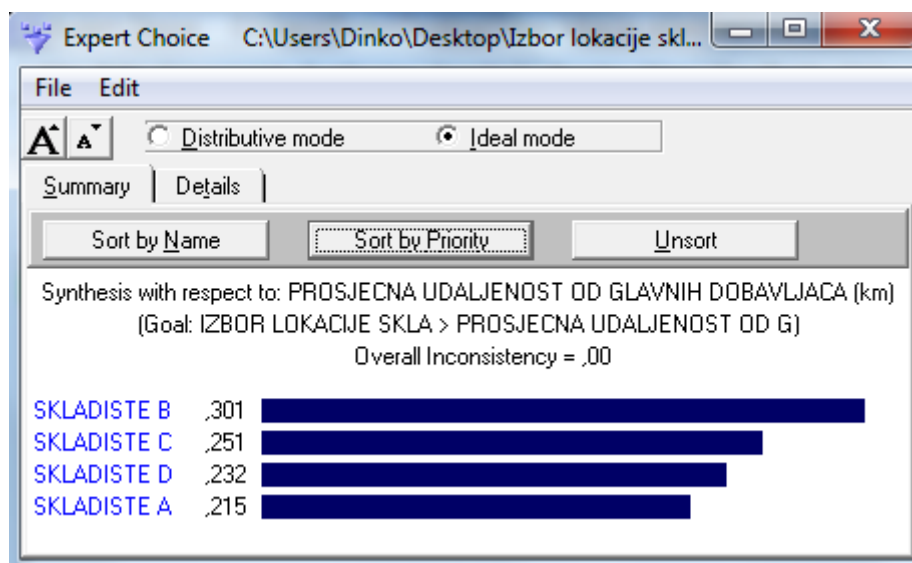 Expert Choice C:\Users\Dinko\Desktop\Izbor lokacije skl...
File Edit
A A Distributive mode Ideal mode
Summary Details
Sort by Name Sort by Priority Unsort
Synthesis with respect to: PROSJECNA UDALJENOST OD GLAVNIH DOBAVLJACA (km)
(Goal: IZBOR LOKACIJE SKLA > PROSJECNA UDALJENOST OD G)
Overall Inconsistency = ,00
SKLADISTE B ,301
SKLADISTE C ,251
SKLADISTE D ,232
SKLADISTE A ,215